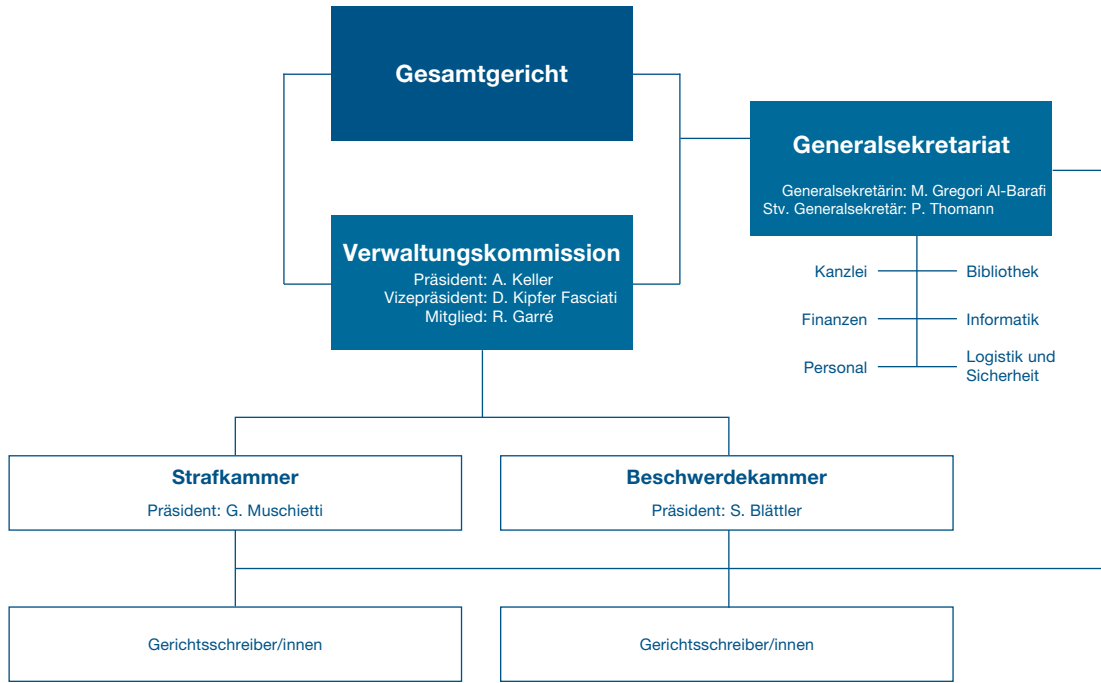 Gesamtgericht
Generalsekretariat
Generalsekretärin: M. Gregori Al-Barafi
Stv. Generalsekretär: P. Thomann
Verwaltungskommission
Präsident: A. Keller
Vizepräsident: D. Kipfer Fasciati
Mitglied: R. Garré
Kanzlei
Bibliothek
Finanzen
Informatik
Personal
Logistik und
Sicherheit
Strafkammer
Präsident: G. Muschietti
Beschwerdekammer
Präsident: S. Blättler
Gerichtsschreiber/innen
Gerichtsschreiber/innen